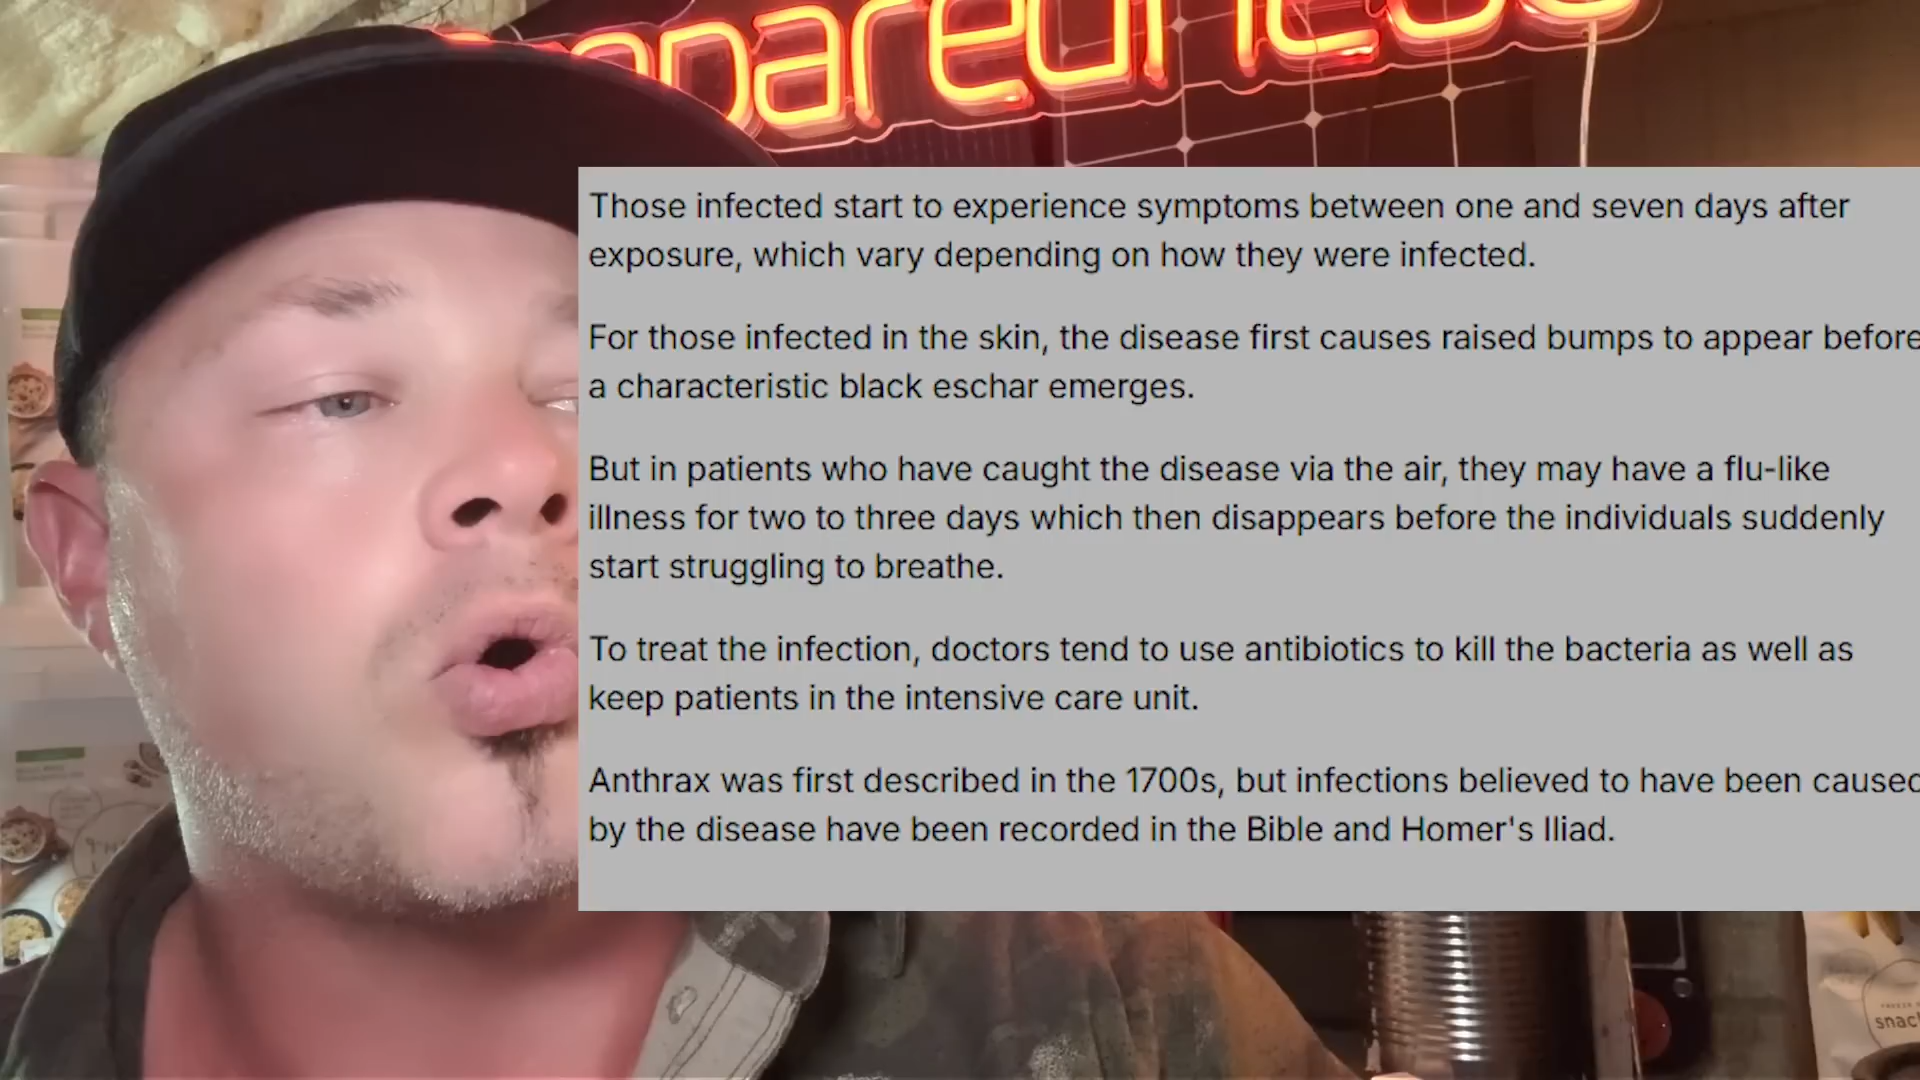 Those infected start to experience symptoms between one and seven days after
exposure, which vary depending on how they were infected.
For those infected in the skin, the disease first causes raised bumps to appear before
a characteristic black eschar emerges.
But in patients who have caught the disease via the air, they may have a flu-like
illness for two to three days which then disappears before the individuals suddenly
start struggling to breathe.
To treat the infection, doctors tend to use antibiotics to kill the bacteria as well as
keep patients in the intensive care unit.
Anthrax was first described in the 1700s, but infections believed to have been caused
by the disease have been recorded in the Bible and Homer's Iliad.